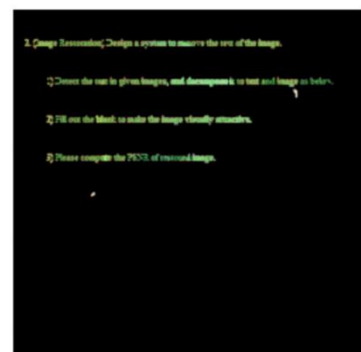 2. [Image Restoration] Design a system to remove the text of the image.
1) Detect the text in given images, and decompose it to text and image as below.
2) Fill out the blank to make the image visually attractive.
3) Please compute the PSNR of restored image.